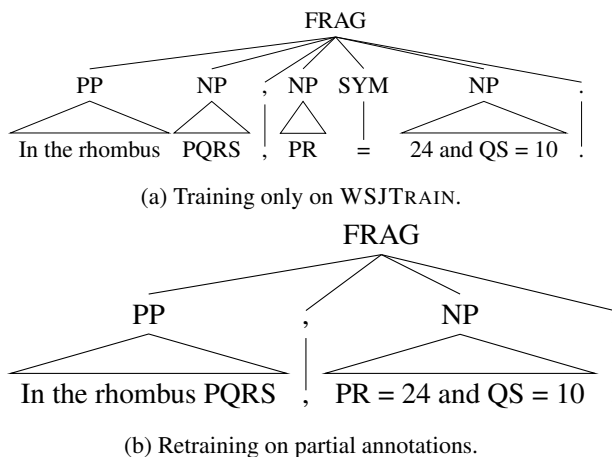 FRAG
PP NP , NP SYM NP .
In the rhombus PQRS , PR = 24 and QS = 10 .
(a) Training only on WSJTRAIN.
FRAG
PP , NP
In the rhombus PQRS , PR = 24 and QS = 10
(b) Retraining on partial annotations.